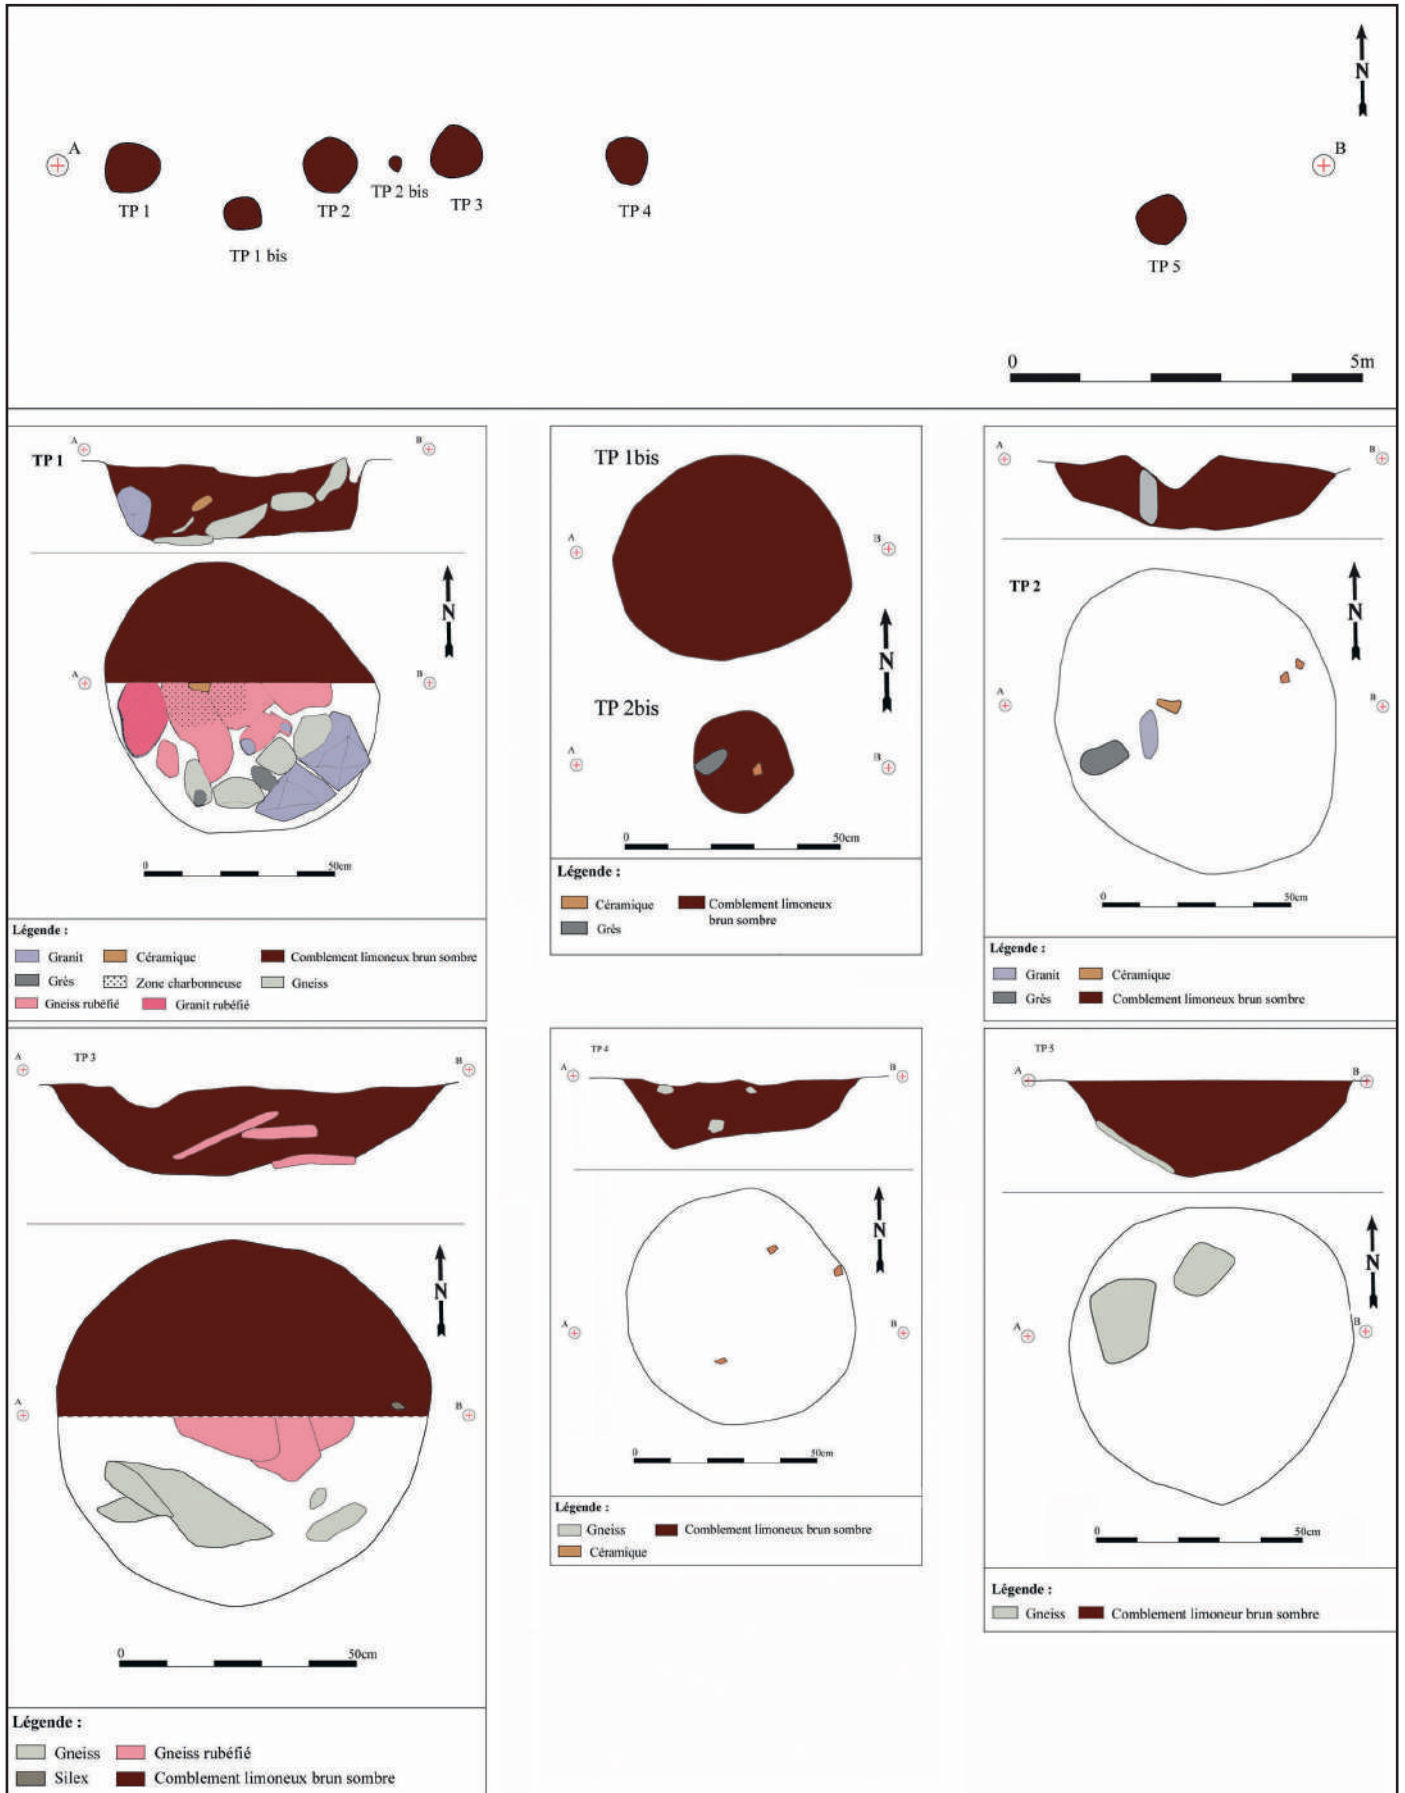 N
A
B
TP 1
TP 1 bis
TP 2
TP 2 bis
TP 3
TP 4
TP 5
0 5m
A B
TP 1
N
A B
0 50cm
Légende :
Granit Céramique Comblement limoneux brun sombre
Grès Zone charbonneuse Gneiss
Gneiss rubéfié Granit rubéfié
TP 1bis
A B
N
TP 2bis
A B
0 50cm
Légende :
Céramique Comblement limoneux
brun sombre
Grès
A B
TP 2
N
A B
0 50cm
Légende :
Granit Céramique
Grès Comblement limoneux brun sombre
A TP 3 B
N
A B
0 50cm
Légende :
Gneiss Gneiss rubéfié
Silex Comblement limoneux brun sombre
TP 4
A B
N
A B
0 50cm
Légende :
Gneiss Comblement limoneux brun sombre
Céramique
TP 5
A B
N
A B
0 50cm
Légende :
Gneiss Comblement limoneur brun sombre